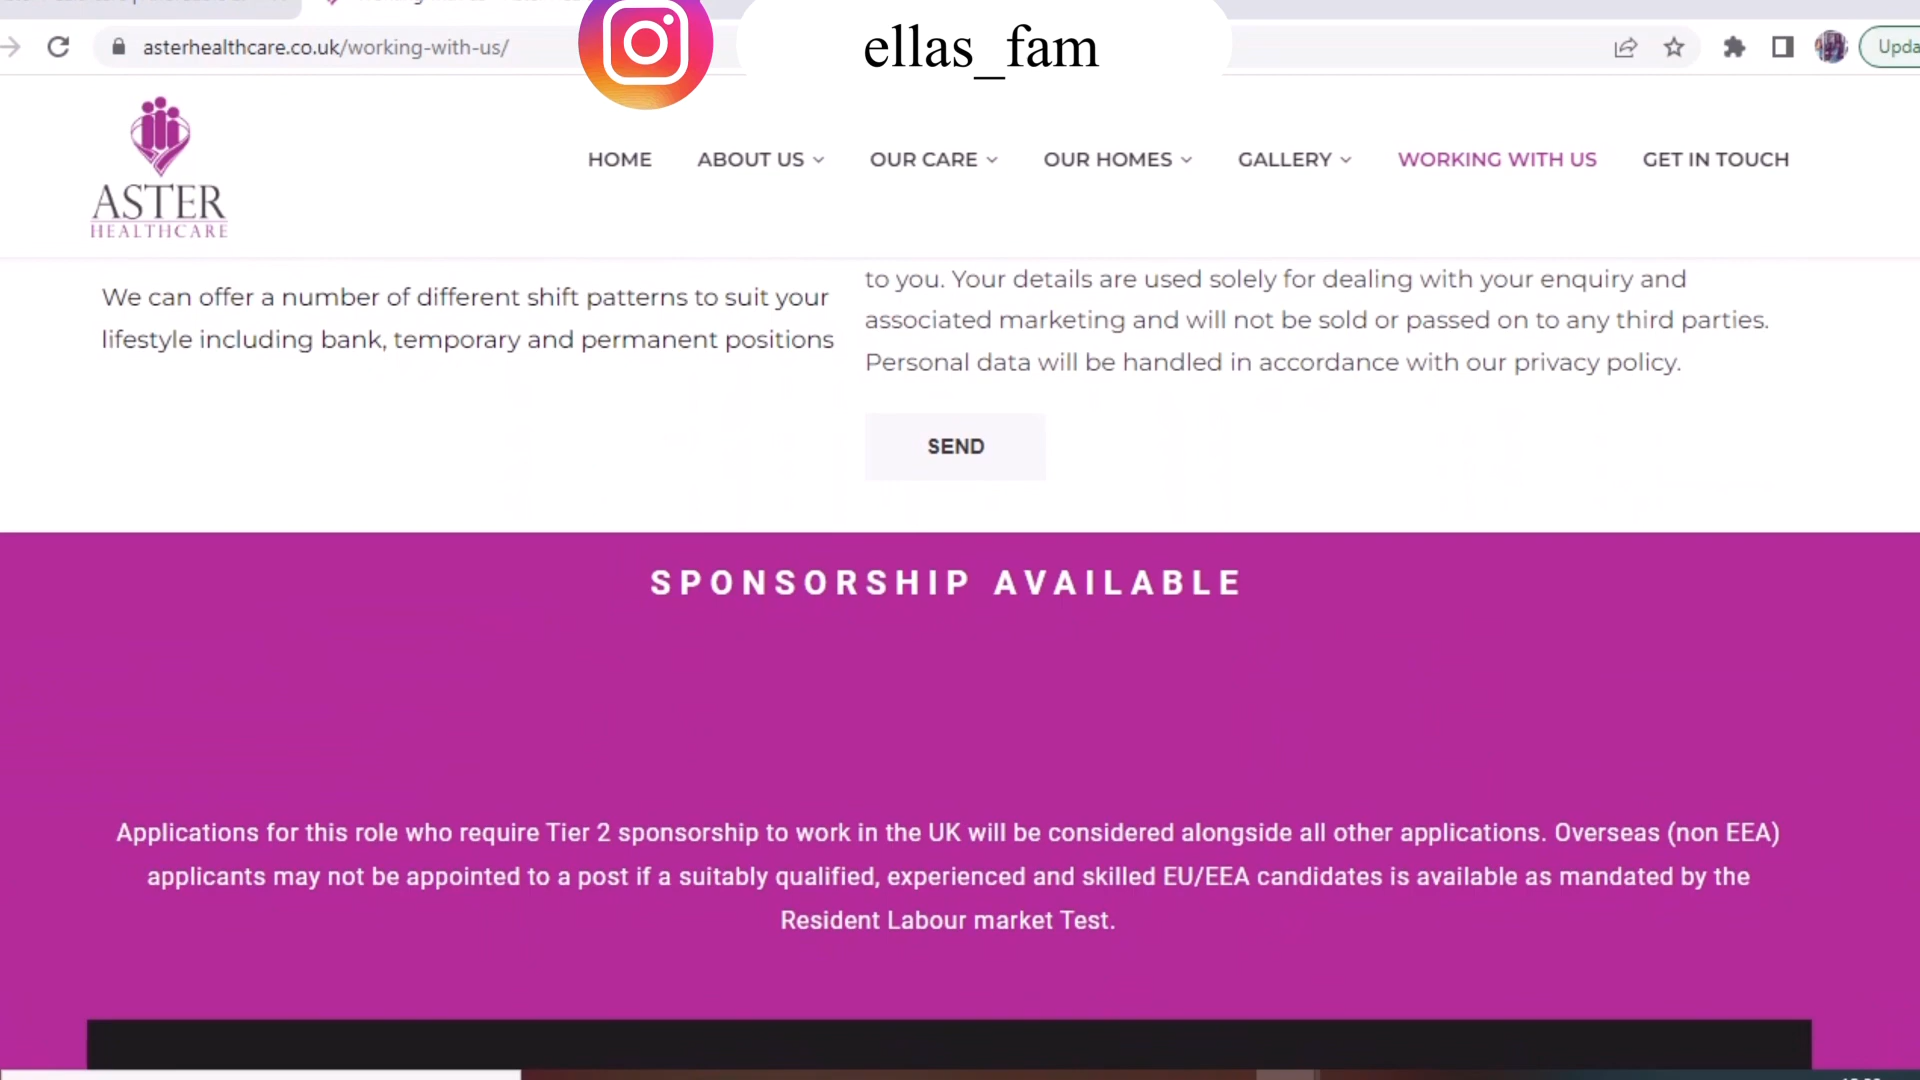 asterhealthcare.co.uk/working-with-us/
ellas_fam
Upda
ASTER
HEALTHCARE
HOME
ABOUT US
OUR CARE
OUR HOMES
GALLERY
WORKING WITH US
GET IN TOUCH
We can offer a number of different shift patterns to suit your
lifestyle including bank, temporary and permanent positions
to you. Your details are used solely for dealing with your enquiry and
associated marketing and will not be sold or passed on to any third parties.
Personal data will be handled in accordance with our privacy policy.
SEND
SPONSORSHIP AVAILABLE
Applications for this role who require Tier 2 sponsorship to work in the UK will be considered alongside all other applications. Overseas (non EEA)
applicants may not be appointed to a post if a suitably qualified, experienced and skilled EU/EEA candidates is available as mandated by the
Resident Labour market Test.